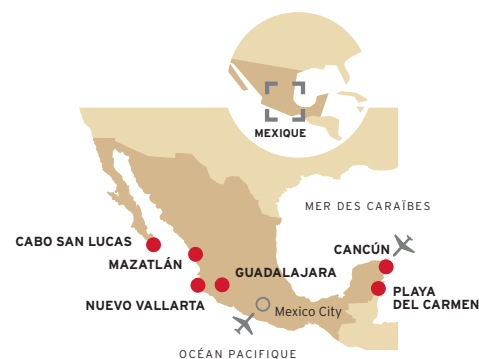 MEXIQUE
MER DES CARAÏBES
CABO SAN LUCAS
CANCÚN
MAZATLÁN
GUADALAJARA
NUEVO VALLARTA
Mexico City
PLAYA
DEL CARMEN
OCÉAN PACIFIQUE